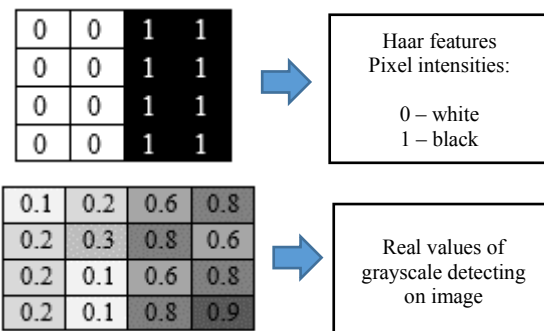 0 0 1 1
0 0 1 1
0 0 1 1
0 0 1 1
Haar features
Pixel intensities:
0 – white
1 – black
0.1 0.2 0.6 0.8
0.2 0.3 0.8 0.6
0.2 0.1 0.6 0.8
0.2 0.1 0.8 0.9
Real values of
grayscale detecting
on image